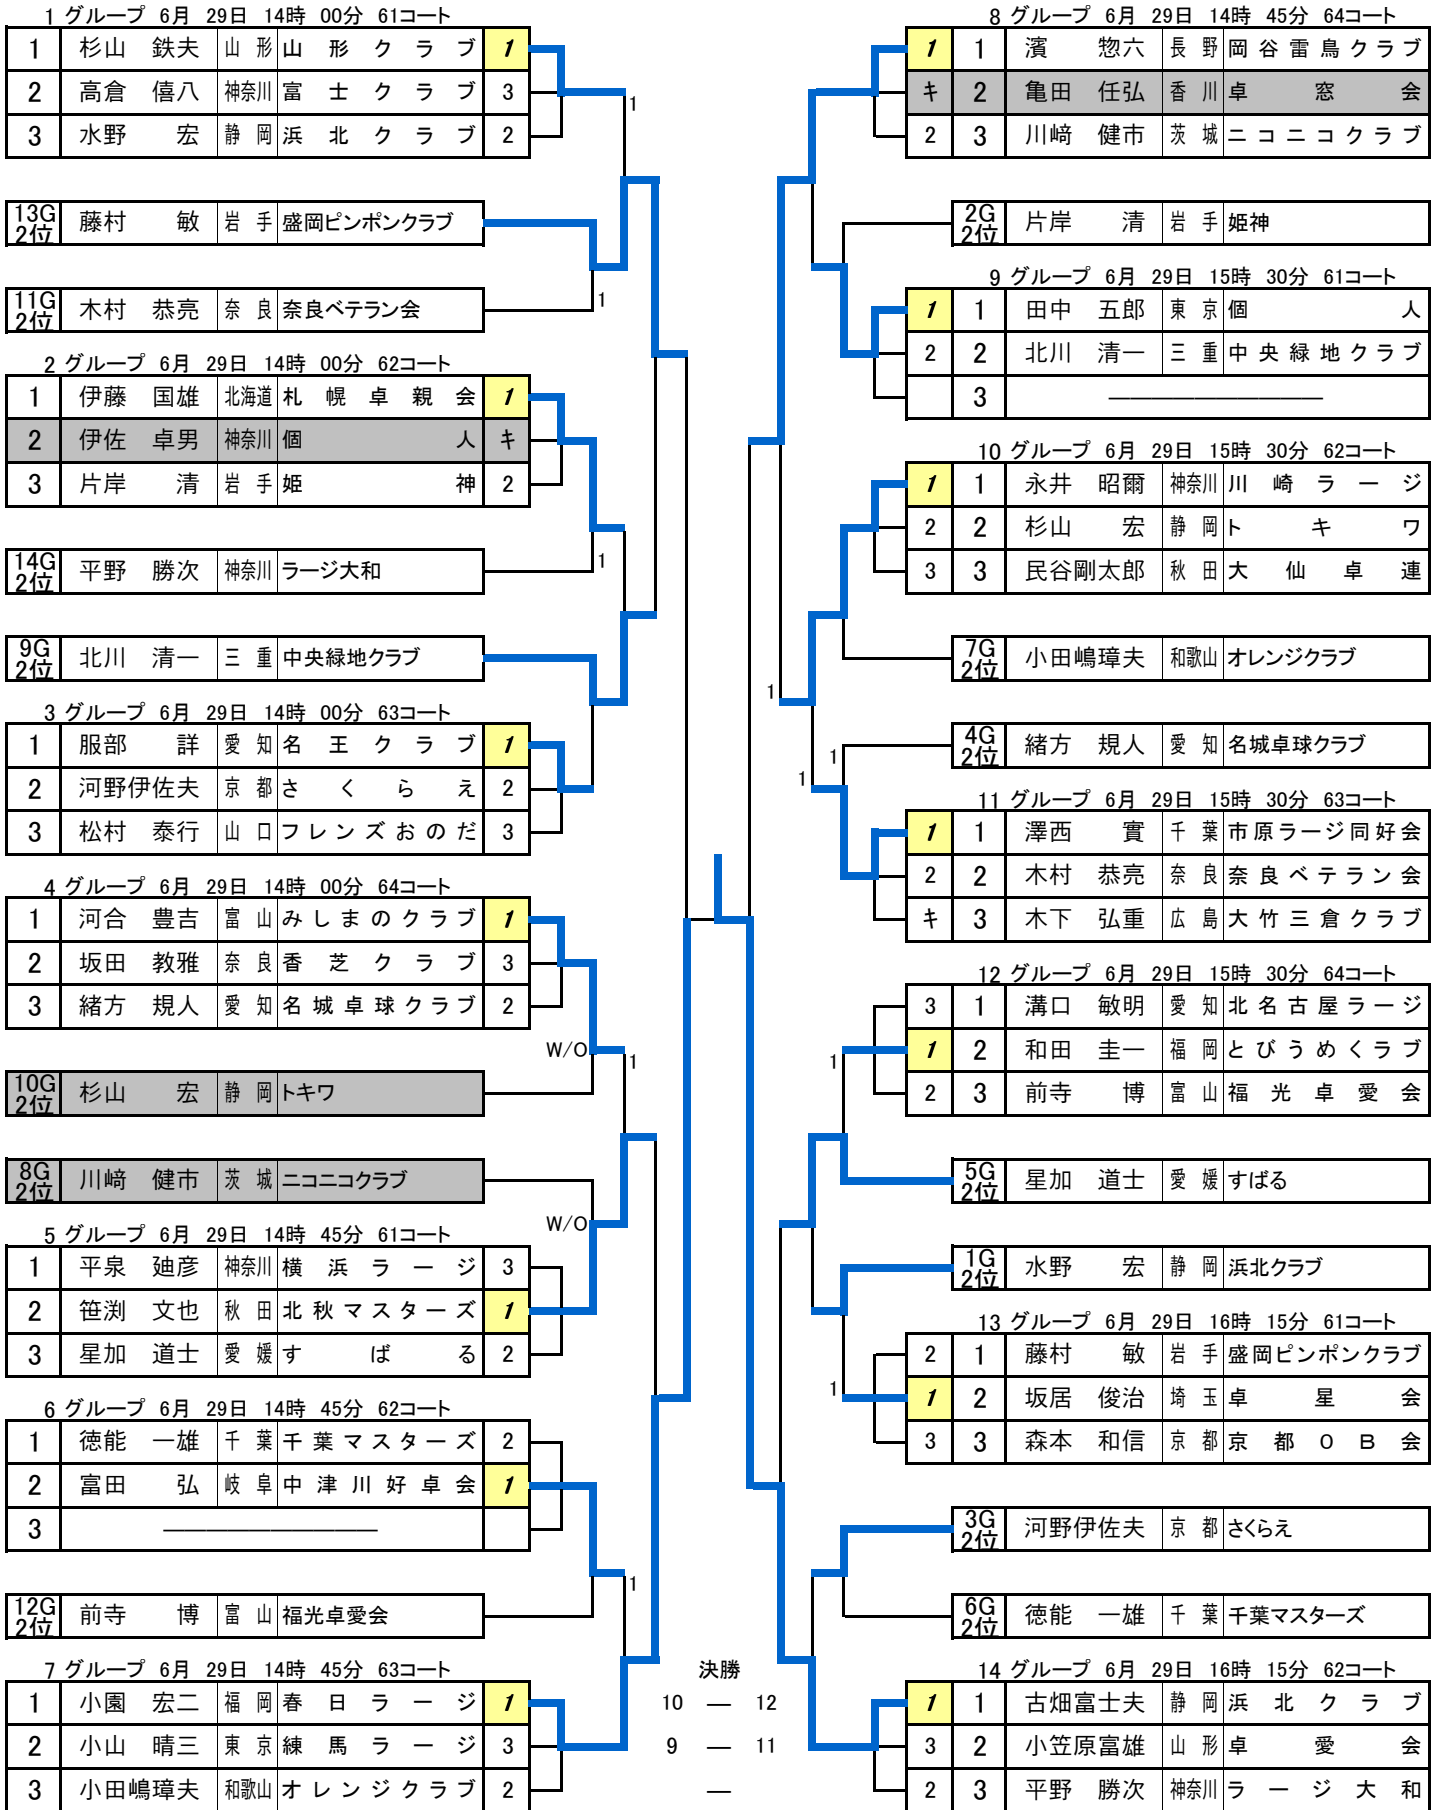 1 グループ 6月 29日 14時 00分 61コート
1 杉山 鉄夫 山形 山形クラブ 1
2 高倉 僖八 神奈川 富士クラブ 3
3 水野 宏 静岡 浜北クラブ 2
1
13G 2位 藤村 敏 岩手 盛岡ピンポンクラブ
11G 2位 木村 恭亮 奈良 奈良ベテラン会
1
2 グループ 6月 29日 14時 00分 62コート
1 伊藤 国雄 北海道 札幌卓親会 1
2 伊佐 卓男 神奈川 個人 キ
3 片岸 清 岩手 姫神 2
14G 2位 平野 勝次 神奈川 ラージ大和
1
9G 2位 北川 清一 三重 中央緑地クラブ
3 グループ 6月 29日 14時 00分 63コート
1 服部 詳 愛知 名王クラブ 1
2 河野伊佐夫 京都 さくらえ 2
3 松村 泰行 山口 フレンズおのだ 3
4 グループ 6月 29日 14時 00分 64コート
1 河合 豊吉 富山 みしまのクラブ 1
2 坂田 教雅 奈良 香芝クラブ 3
3 緒方 規人 愛知 名城卓球クラブ 2
W/O
1
10G 2位 杉山 宏 静岡 トキワ
8G 2位 川﨑 健市 茨城 ニコニコクラブ
W/O
5 グループ 6月 29日 14時 45分 61コート
1 平泉 廸彦 神奈川 横浜ラージ 3
2 笹渕 文也 秋田 北秋マスターズ 1
3 星加 道士 愛媛 すばる 2
6 グループ 6月 29日 14時 45分 62コート
1 徳能 一雄 千葉 千葉マスターズ 2
2 富田 弘 岐阜 中津川好卓会 1
3 ――――――――――
1
12G 2位 前寺 博 富山 福光卓愛会
7 グループ 6月 29日 14時 45分 63コート
1 小園 宏二 福岡 春日ラージ 1
2 小山 晴三 東京 練馬ラージ 3
3 小田嶋璋夫 和歌山 オレンジクラブ 2
決勝
10 ― 12
9 ― 11
―
8 グループ 6月 29日 14時 45分 64コート
1 1 濱 惣六 長野 岡谷雷鳥クラブ
キ 2 亀田 任弘 香川 卓窓会
2 3 川﨑 健市 茨城 ニコニコクラブ
2G 2位 片岸 清 岩手 姫神
9 グループ 6月 29日 15時 30分 61コート
1 1 田中 五郎 東京 個人
2 2 北川 清一 三重 中央緑地クラブ
3 ――――――――――
10 グループ 6月 29日 15時 30分 62コート
1 1 永井 昭爾 神奈川 川崎ラージ
2 2 杉山 宏 静岡 トキワ
3 3 民谷剛太郎 秋田 大仙卓連
7G 2位 小田嶋璋夫 和歌山 オレンジクラブ
1
4G 2位 緒方 規人 愛知 名城卓球クラブ
1
1
11 グループ 6月 29日 15時 30分 63コート
1 1 澤西 實 千葉 市原ラージ同好会
2 2 木村 恭亮 奈良 奈良ベテラン会
キ 3 木下 弘重 広島 大竹三倉クラブ
12 グループ 6月 29日 15時 30分 64コート
3 1 溝口 敏明 愛知 北名古屋ラージ
1 2 和田 圭一 福岡 とびうめくラブ
2 3 前寺 博 富山 福光卓愛会
1
5G 2位 星加 道士 愛媛 すばる
1G 2位 水野 宏 静岡 浜北クラブ
13 グループ 6月 29日 16時 15分 61コート
2 1 藤村 敏 岩手 盛岡ピンポンクラブ
1 2 坂居 俊治 埼玉 卓星会
3 3 森本 和信 京都 京都OB会
1
3G 2位 河野伊佐夫 京都 さくらえ
6G 2位 徳能 一雄 千葉 千葉マスターズ
14 グループ 6月 29日 16時 15分 62コート
1 1 古畑富士夫 静岡 浜北クラブ
3 2 小笠原富雄 山形 卓愛会
2 3 平野 勝次 神奈川 ラージ大和